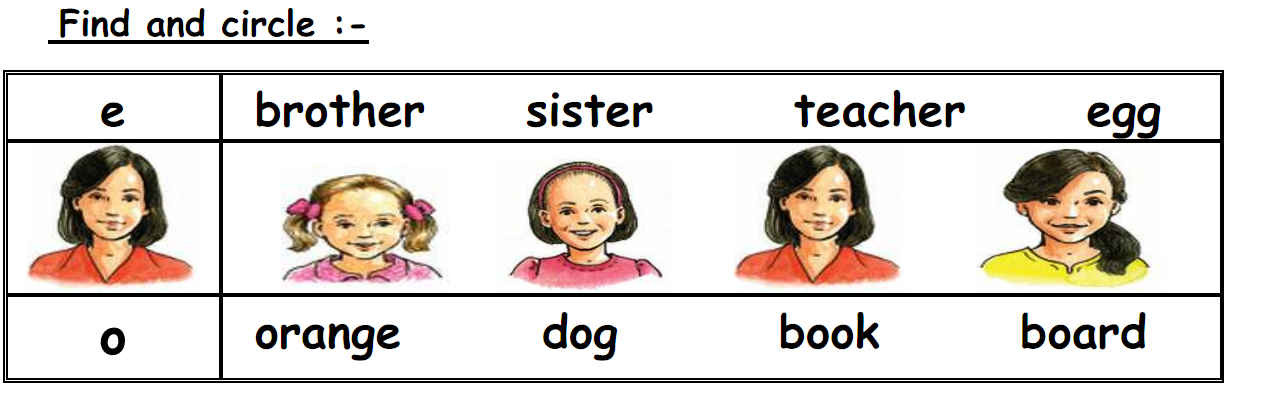 Find and circle :-
e brother sister teacher egg
o orange dog book board